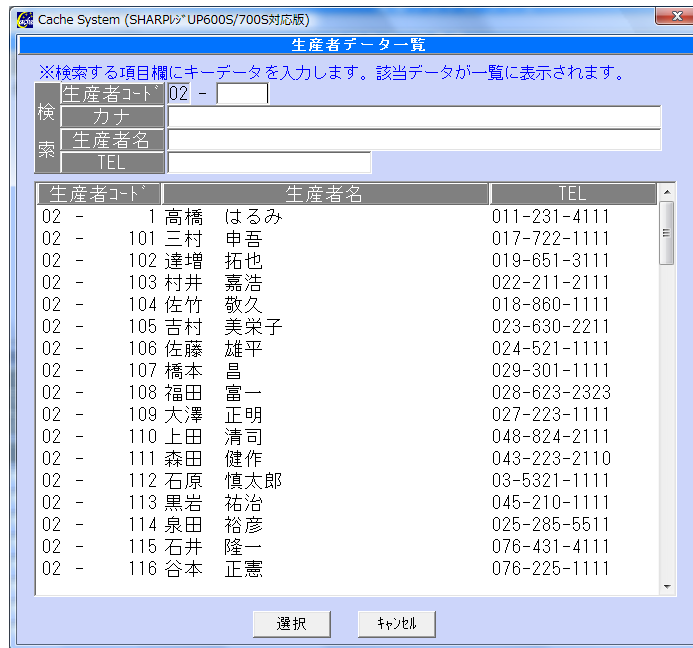 Cache System (SHARPﾚｼﾞUP600S/700S対応版)
生産者データ一覧
※検索する項目欄にキーデータを入力します。該当データが一覧に表示されます。
検索
生産者ｺｰﾄﾞ 02 -
カナ
生産者名
TEL
生産者ｺｰﾄﾞ 生産者名 TEL
02 - 1 高橋 はるみ 011-231-4111
02 - 101 三村 申吾 017-722-1111
02 - 102 達増 拓也 019-651-3111
02 - 103 村井 嘉浩 022-211-2111
02 - 104 佐竹 敬久 018-860-1111
02 - 105 吉村 美栄子 023-630-2211
02 - 106 佐藤 雄平 024-521-1111
02 - 107 橋本 昌 029-301-1111
02 - 108 福田 富一 028-623-2323
02 - 109 大澤 正明 027-223-1111
02 - 110 上田 清司 048-824-2111
02 - 111 森田 健作 043-223-2110
02 - 112 石原 慎太郎 03-5321-1111
02 - 113 黒岩 祐治 045-210-1111
02 - 114 泉田 裕彦 025-285-5511
02 - 115 石井 隆一 076-431-4111
02 - 116 谷本 正憲 076-225-1111
選択 ｷｬﾝｾﾙ